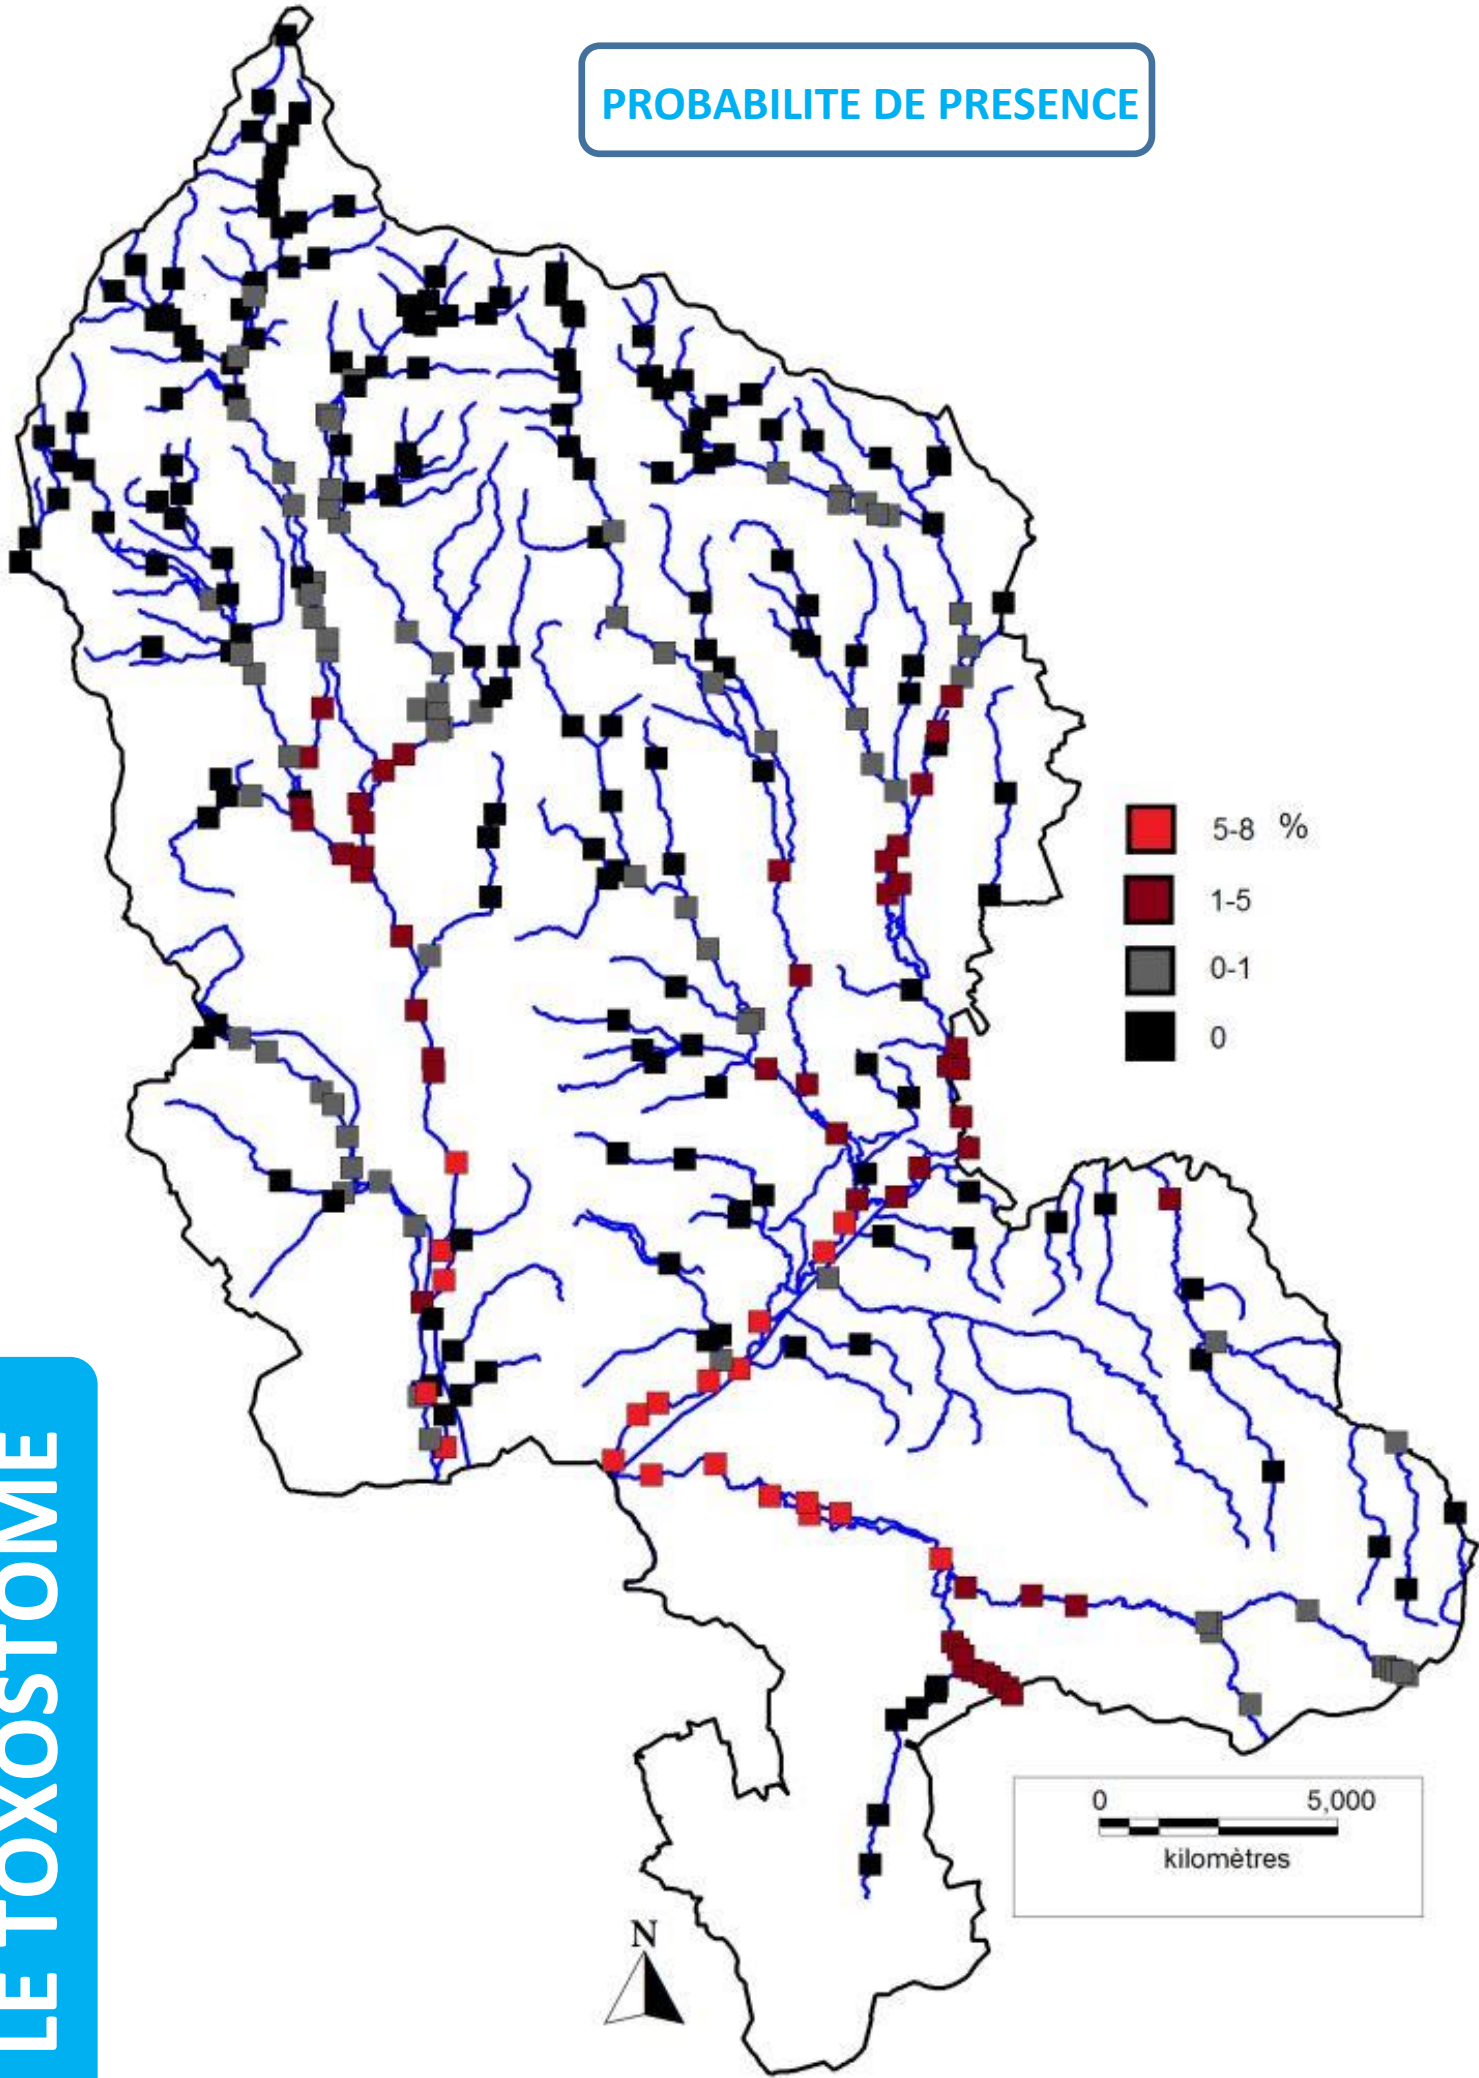 PROBABILITE DE PRESENCE
5-8 %
1-5
0-1
0
0 5,000
kilomètres
N
LE TOXOSTOME